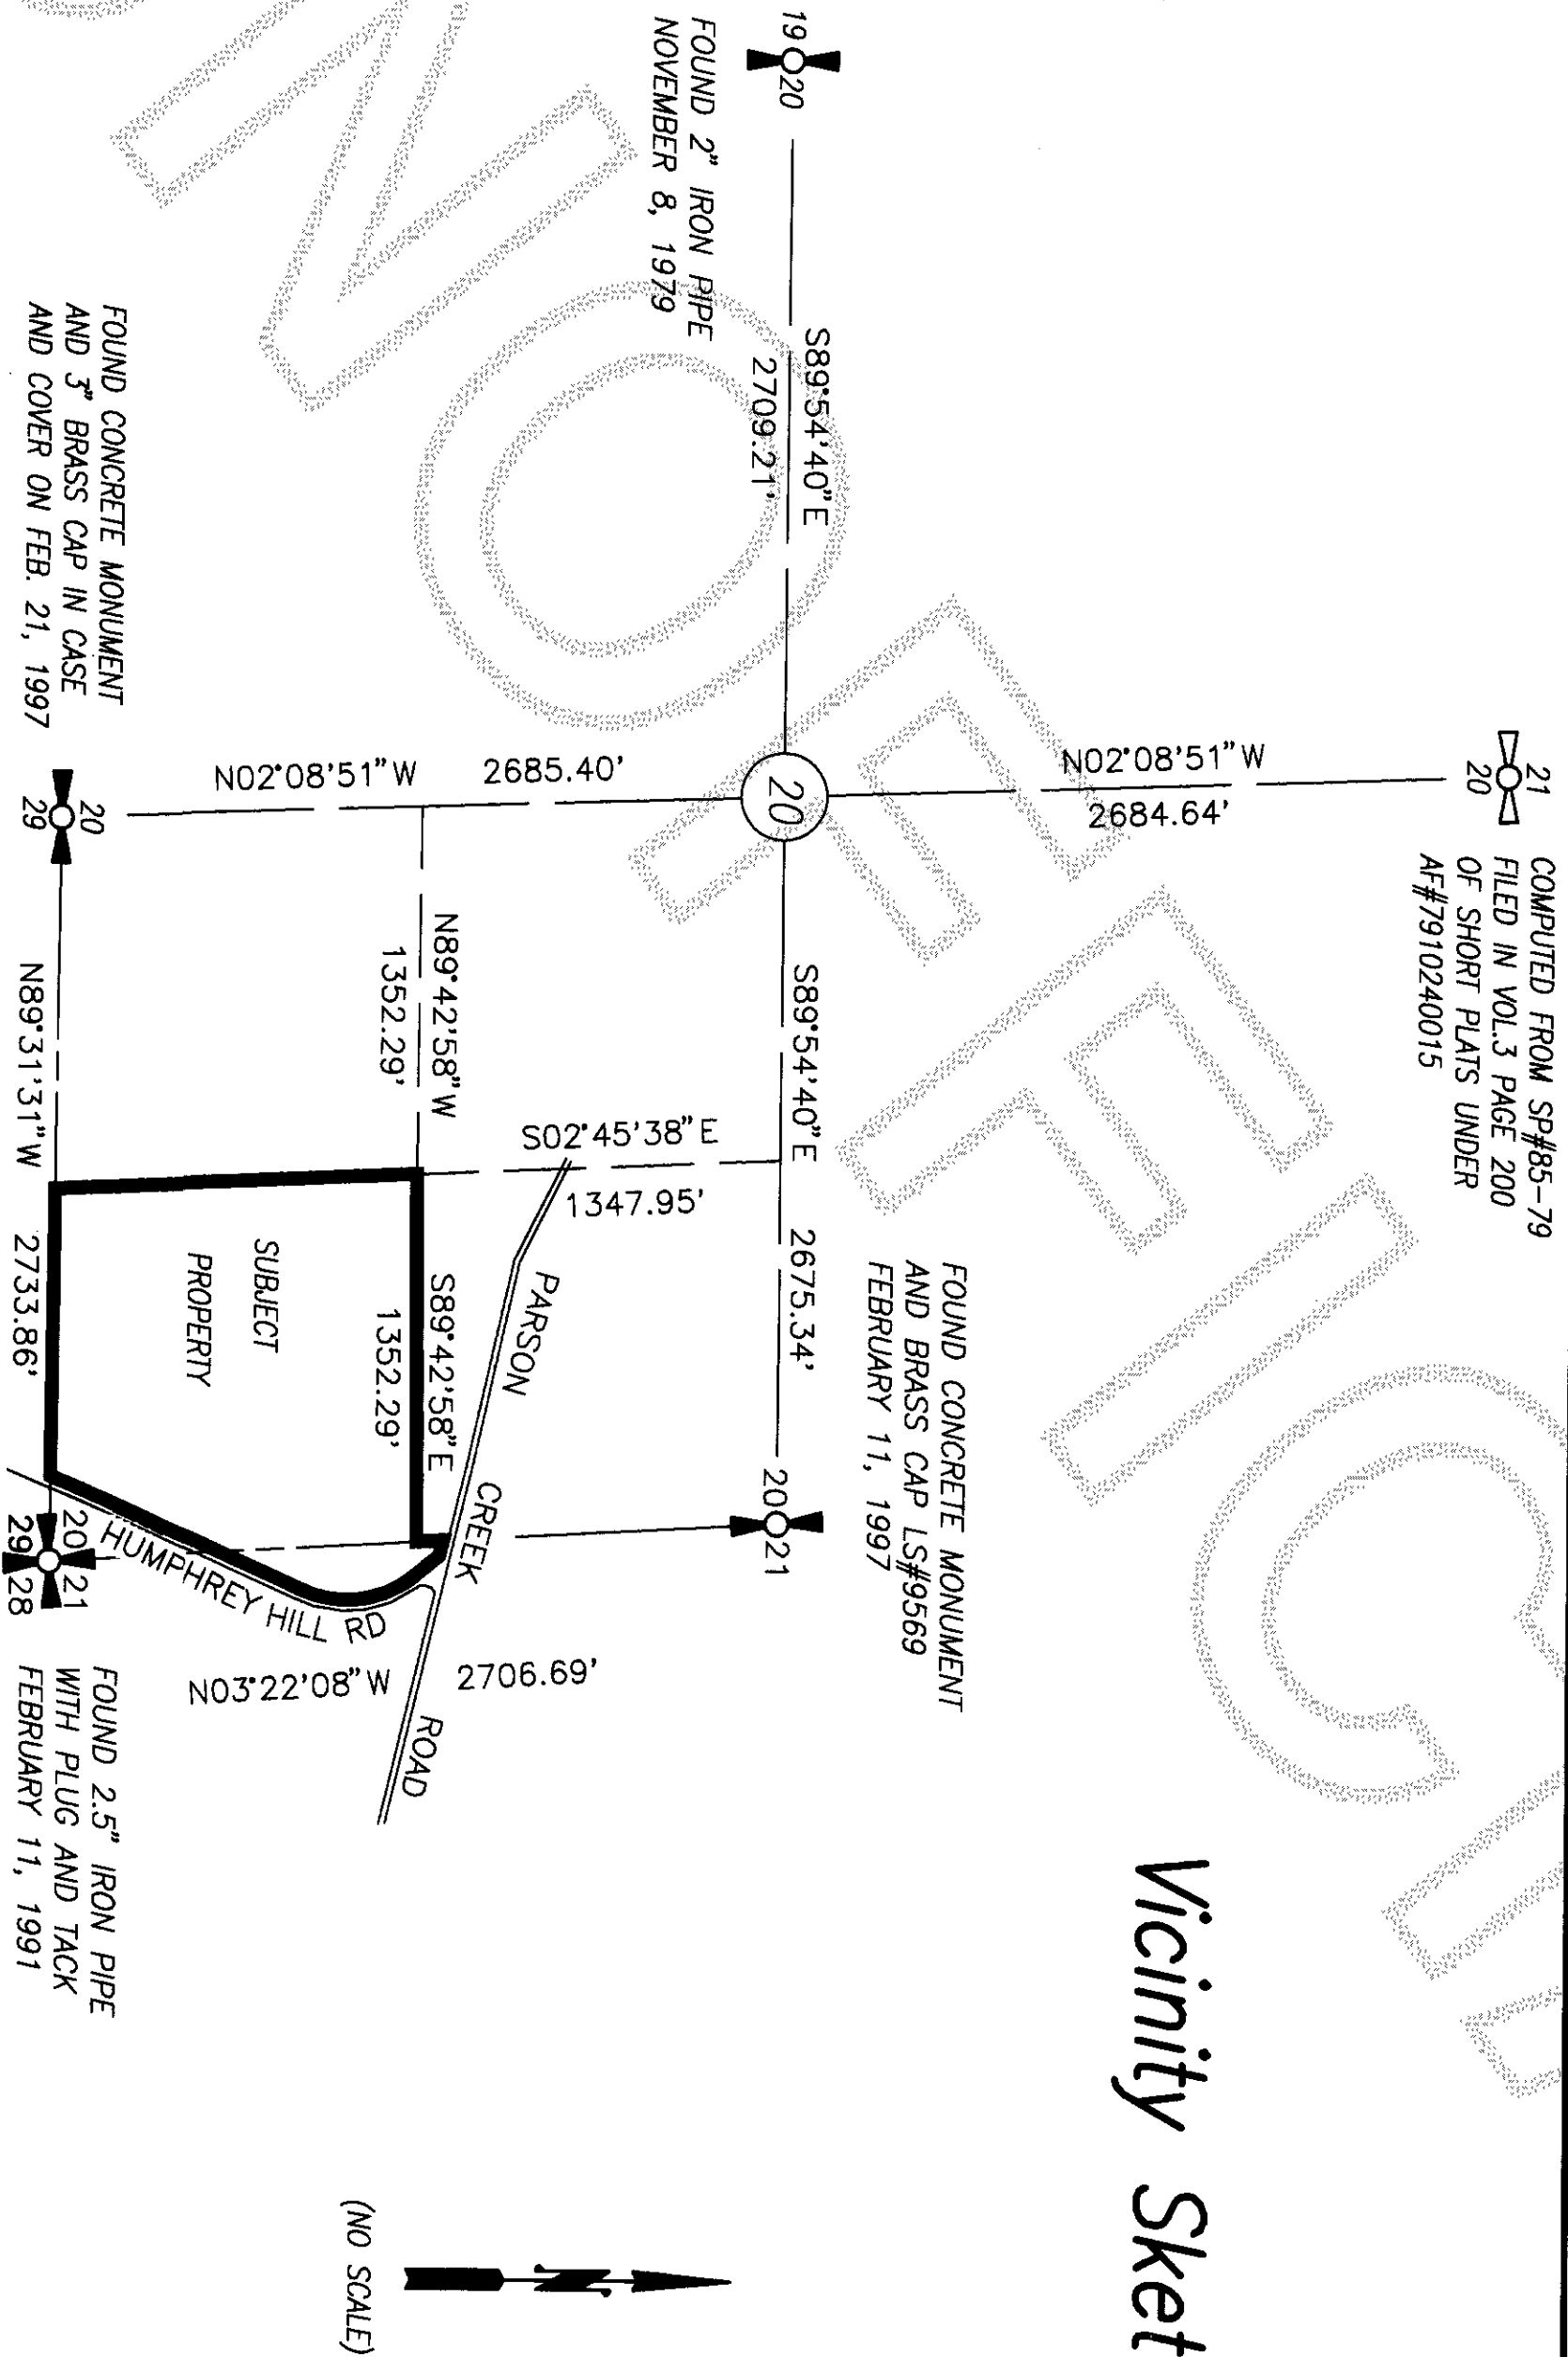 Vicinity Sket
21
20
COMPUTED FROM SP#85-79
FILED IN VOL.3 PAGE 200
OF SHORT PLATS UNDER
AF#7910240015
N02°08'51"W
2684.64'
19
20
FOUND 2" IRON PIPE
NOVEMBER 8, 1979
S89°54'40"E
2709.21'
20
S89°54'40"E 2675.34'
20
21
FOUND CONCRETE MONUMENT
AND BRASS CAP LS#9569
FEBRUARY 11, 1997
N02°08'51"W 2685.40'
N89°42'58"W
1352.29'
S02°45'38"E
1347.95'
PARSON CREEK ROAD
S89°42'58"E
1352.29'
SUBJECT
PROPERTY
HUMPHREY HILL RD
N03°22'08"W 2706.69'
FOUND CONCRETE MONUMENT
AND 3" BRASS CAP IN CASE
AND COVER ON FEB. 21, 1997
20
29
N89°31'31"W 2733.86'
20 21
29 28
FOUND 2.5" IRON PIPE
WITH PLUG AND TACK
FEBRUARY 11, 1991
(NO SCALE)